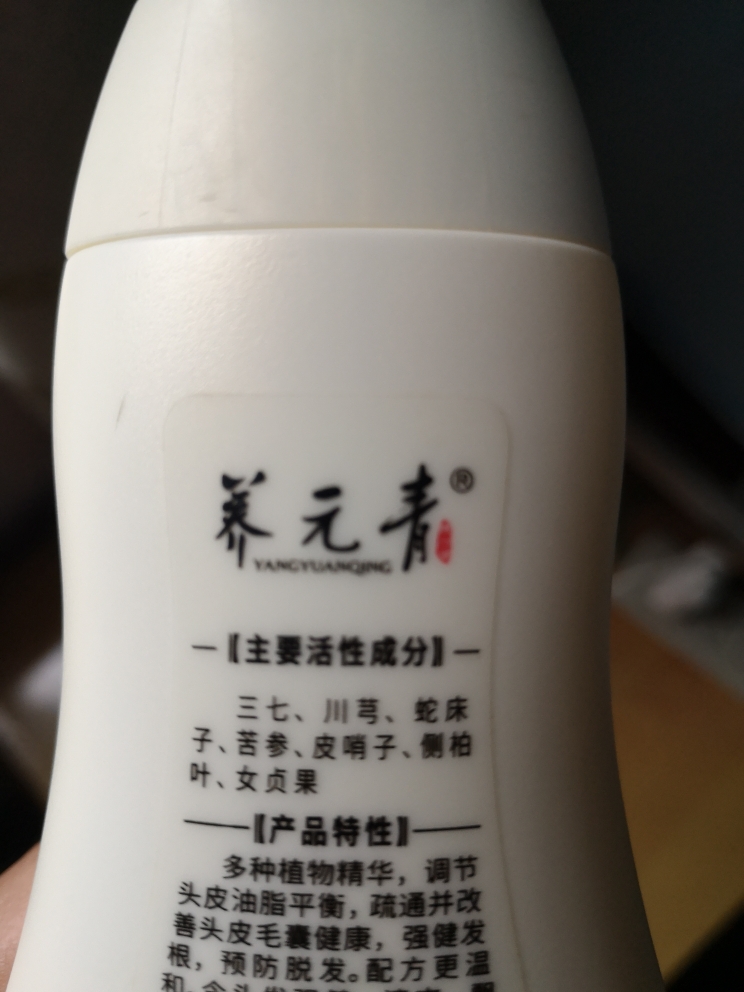 养元青®
YANGYUANQING
【主要活性成分】
三七、川芎、蛇床
子、苦参、皮哨子、侧柏
叶、女贞果
【产品特性】
多种植物精华，调节
头皮油脂平衡，疏通并改
善头皮毛囊健康，强健发
根，预防脱发。配方更温